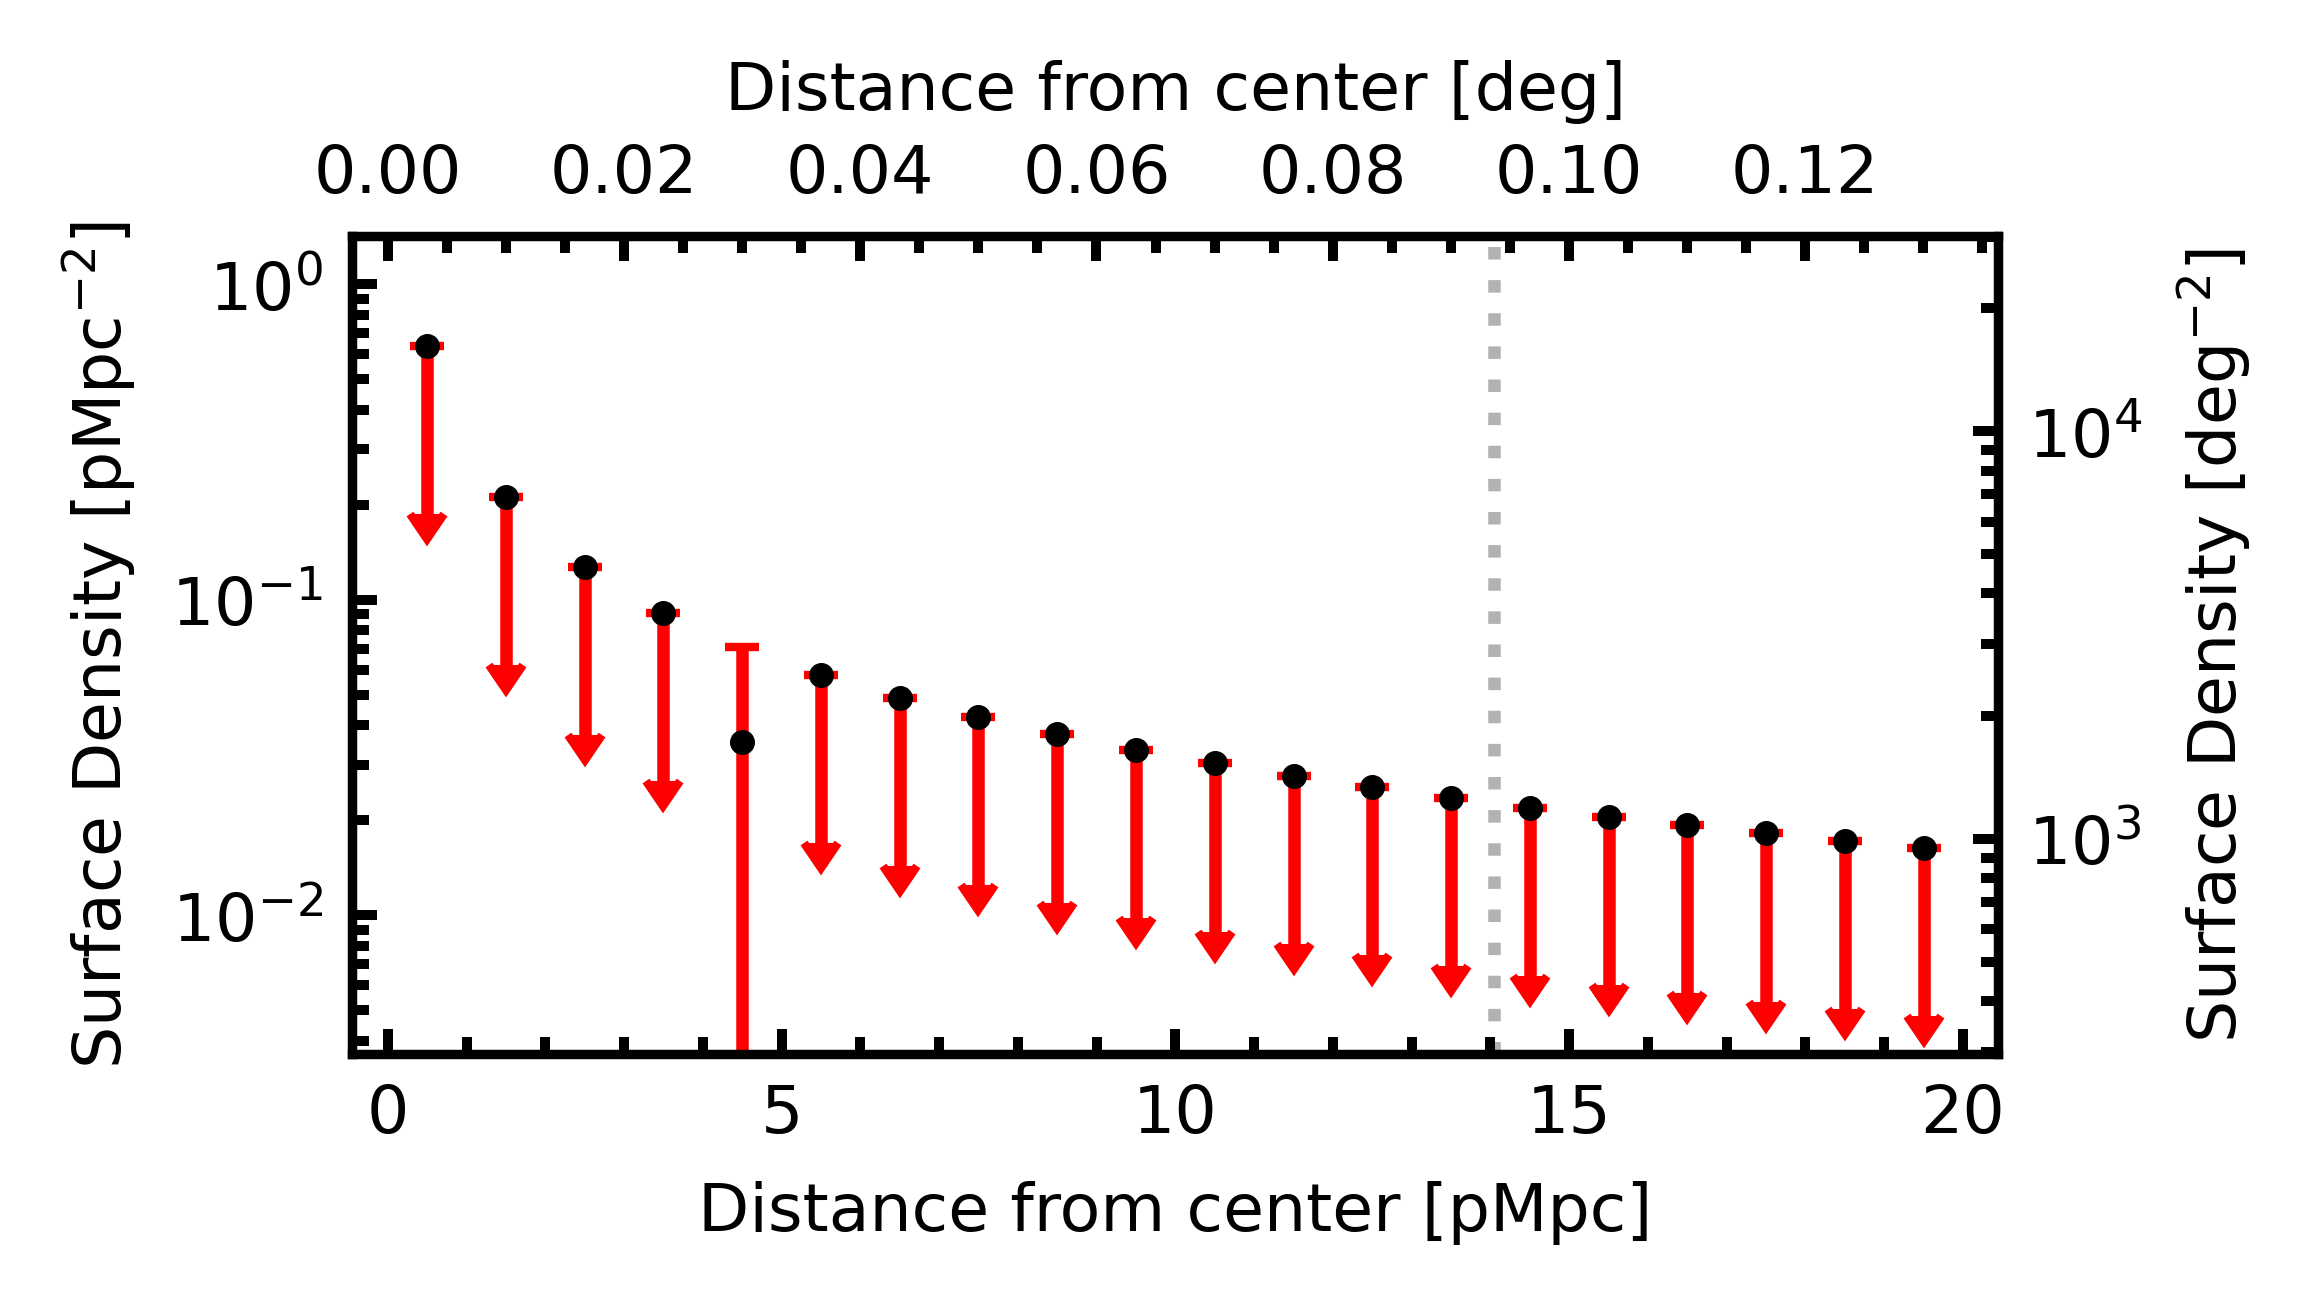 Distance from center [deg]
0.00 0.02 0.04 0.06 0.08 0.10 0.12
Surface Density [pMpc⁻²]
10⁰
10⁻¹
10⁻²
10⁴
10³
Surface Density [deg⁻²]
0 5 10 15 20
Distance from center [pMpc]